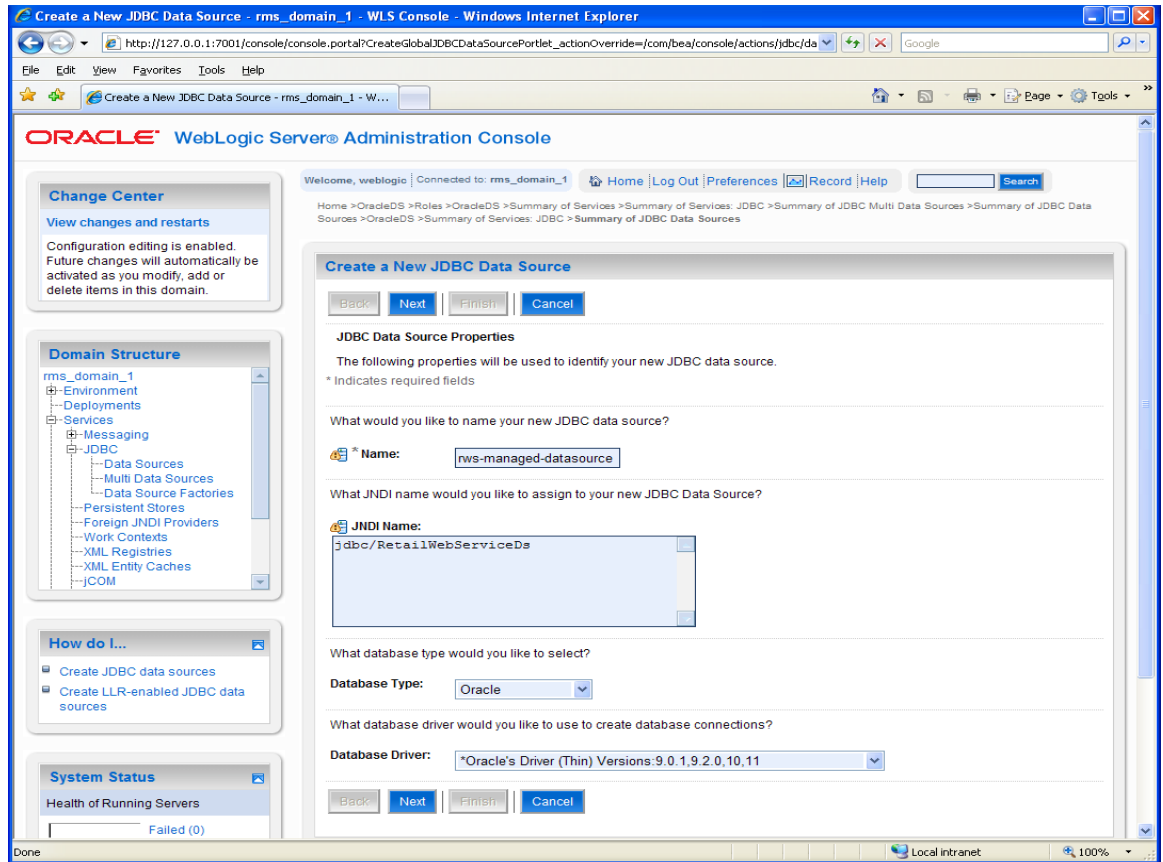 Create a New JDBC Data Source - rms_domain_1 - WLS Console - Windows Internet Explorer
http://127.0.0.1:7001/console/console.portal?CreateGlobalJDBCDataSourcePortlet_actionOverride=/com/bea/console/actions/jdbc/da
Google
File Edit View Favorites Tools Help
Create a New JDBC Data Source - rms_domain_1 - W...
Page Tools »
ORACLE WebLogic Server® Administration Console
Change Center
View changes and restarts
Configuration editing is enabled.
Future changes will automatically be
activated as you modify, add or
delete items in this domain.
Domain Structure
rms_domain_1
Environment
Deployments
Services
Messaging
JDBC
Data Sources
Multi Data Sources
Data Source Factories
Persistent Stores
Foreign JNDI Providers
Work Contexts
XML Registries
XML Entity Caches
jCOM
How do I...
Create JDBC data sources
Create LLR-enabled JDBC data
sources
System Status
Health of Running Servers
Failed (0)
Welcome, weblogic Connected to: rms_domain_1 Home Log Out Preferences Record Help Search
Home >OracleDS >Roles >OracleDS >Summary of Services >Summary of Services: JDBC >Summary of JDBC Multi Data Sources >Summary of JDBC Data
Sources >OracleDS >Summary of Services: JDBC >Summary of JDBC Data Sources
Create a New JDBC Data Source
Back Next Finish Cancel
JDBC Data Source Properties
The following properties will be used to identify your new JDBC data source.
* Indicates required fields
What would you like to name your new JDBC data source?
* Name: rws-managed-datasource
What JNDI name would you like to assign to your new JDBC Data Source?
JNDI Name:
jdbc/RetailWebServiceDs
What database type would you like to select?
Database Type: Oracle
What database driver would you like to use to create database connections?
Database Driver: *Oracle's Driver (Thin) Versions:9.0.1,9.2.0,10,11
Back Next Finish Cancel
Done Local intranet 100%